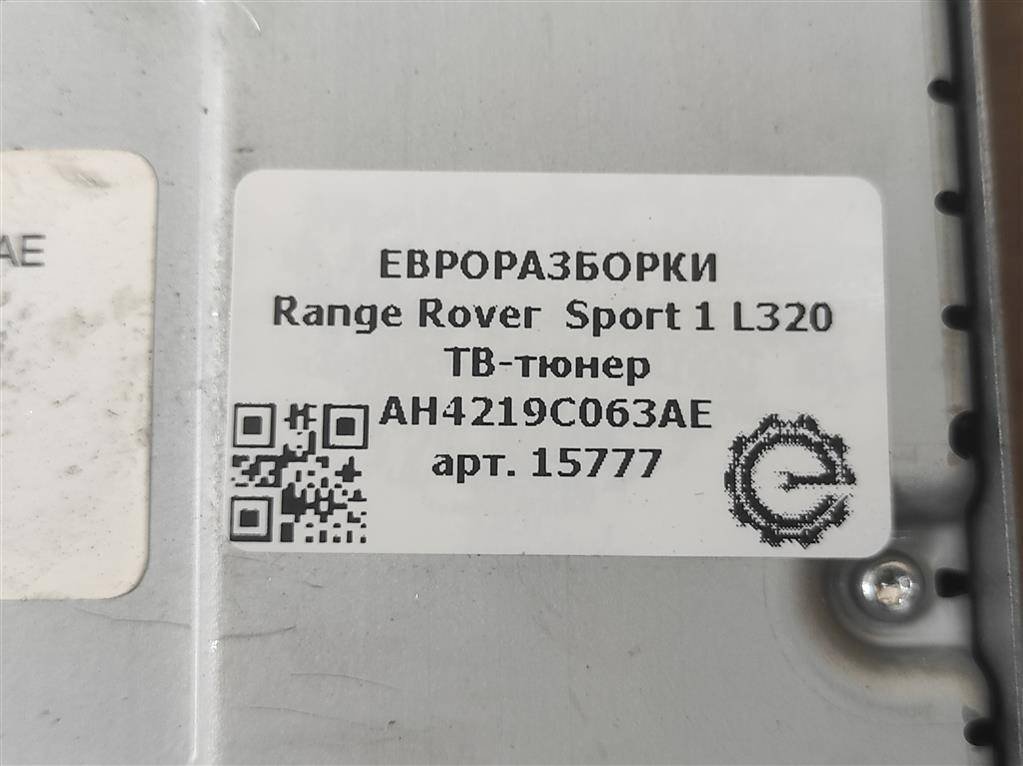 AE
ЕВРОРАЗБОРКИ
Range Rover Sport 1 L320
ТВ-тюнер
AH4219C063AE
арт. 15777